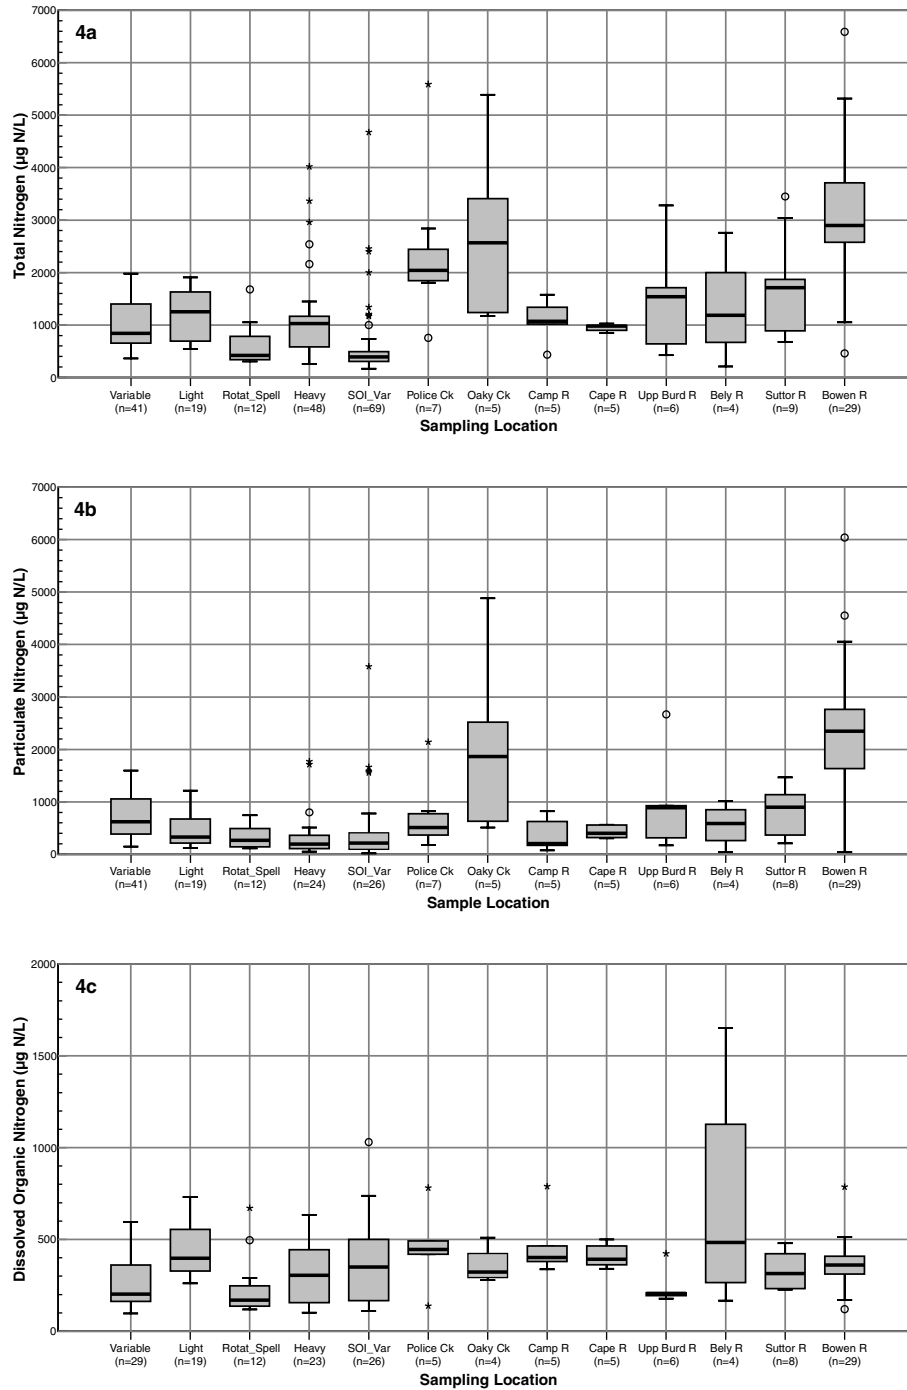 4a
7000
6000
5000
4000
3000
2000
1000
0
Total Nitrogen (µg N/L)
Variable Light Rotat_Spell Heavy SOI_Var Police Ck Oaky Ck Camp R Cape R Upp Burd R Bely R Suttor R Bowen R
(n=41) (n=19) (n=12) (n=48) (n=69) (n=7) (n=5) (n=5) (n=5) (n=6) (n=4) (n=9) (n=29)
Sampling Location
4b
7000
6000
5000
4000
3000
2000
1000
0
Particulate Nitrogen (µg N/L)
Variable Light Rotat_Spell Heavy SOI_Var Police Ck Oaky Ck Camp R Cape R Upp Burd R Bely R Suttor R Bowen R
(n=41) (n=19) (n=12) (n=24) (n=26) (n=7) (n=5) (n=5) (n=5) (n=6) (n=4) (n=8) (n=29)
Sample Location
4c
2000
1500
1000
500
0
Dissolved Organic Nitrogen (µg N/L)
Variable Light Rotat_Spell Heavy SOI_Var Police Ck Oaky Ck Camp R Cape R Upp Burd R Bely R Suttor R Bowen R
(n=29) (n=19) (n=12) (n=23) (n=26) (n=5) (n=4) (n=5) (n=5) (n=6) (n=4) (n=8) (n=29)
Sampling Location